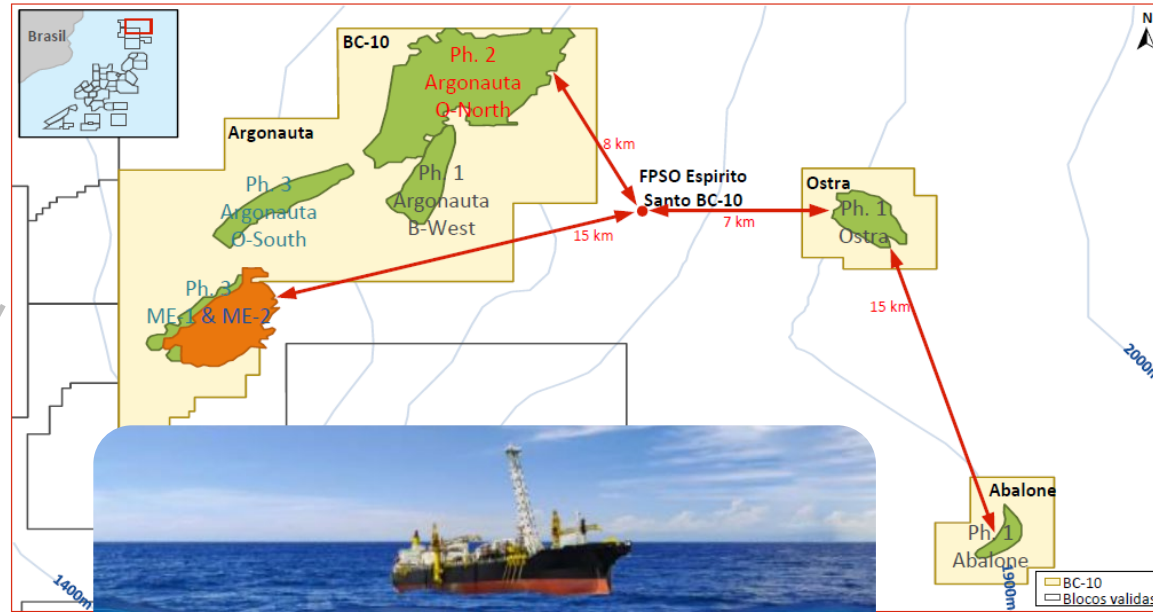 Brasil
BC-10
N
Ph. 2
Argonauta
O-North
Argonauta
8 km
Ph. 3
Argonauta
O-South
Ph. 1
Argonauta
B-West
FPSO Espirito
Santo BC-10
Ostra
Ph. 1
Ostra
7 km
15 km
Ph. 3
ME-1 & ME-2
15 km
2000m
Abalone
Ph. 1
Abalone
1400m
1900m
BC-10
Blocos validas